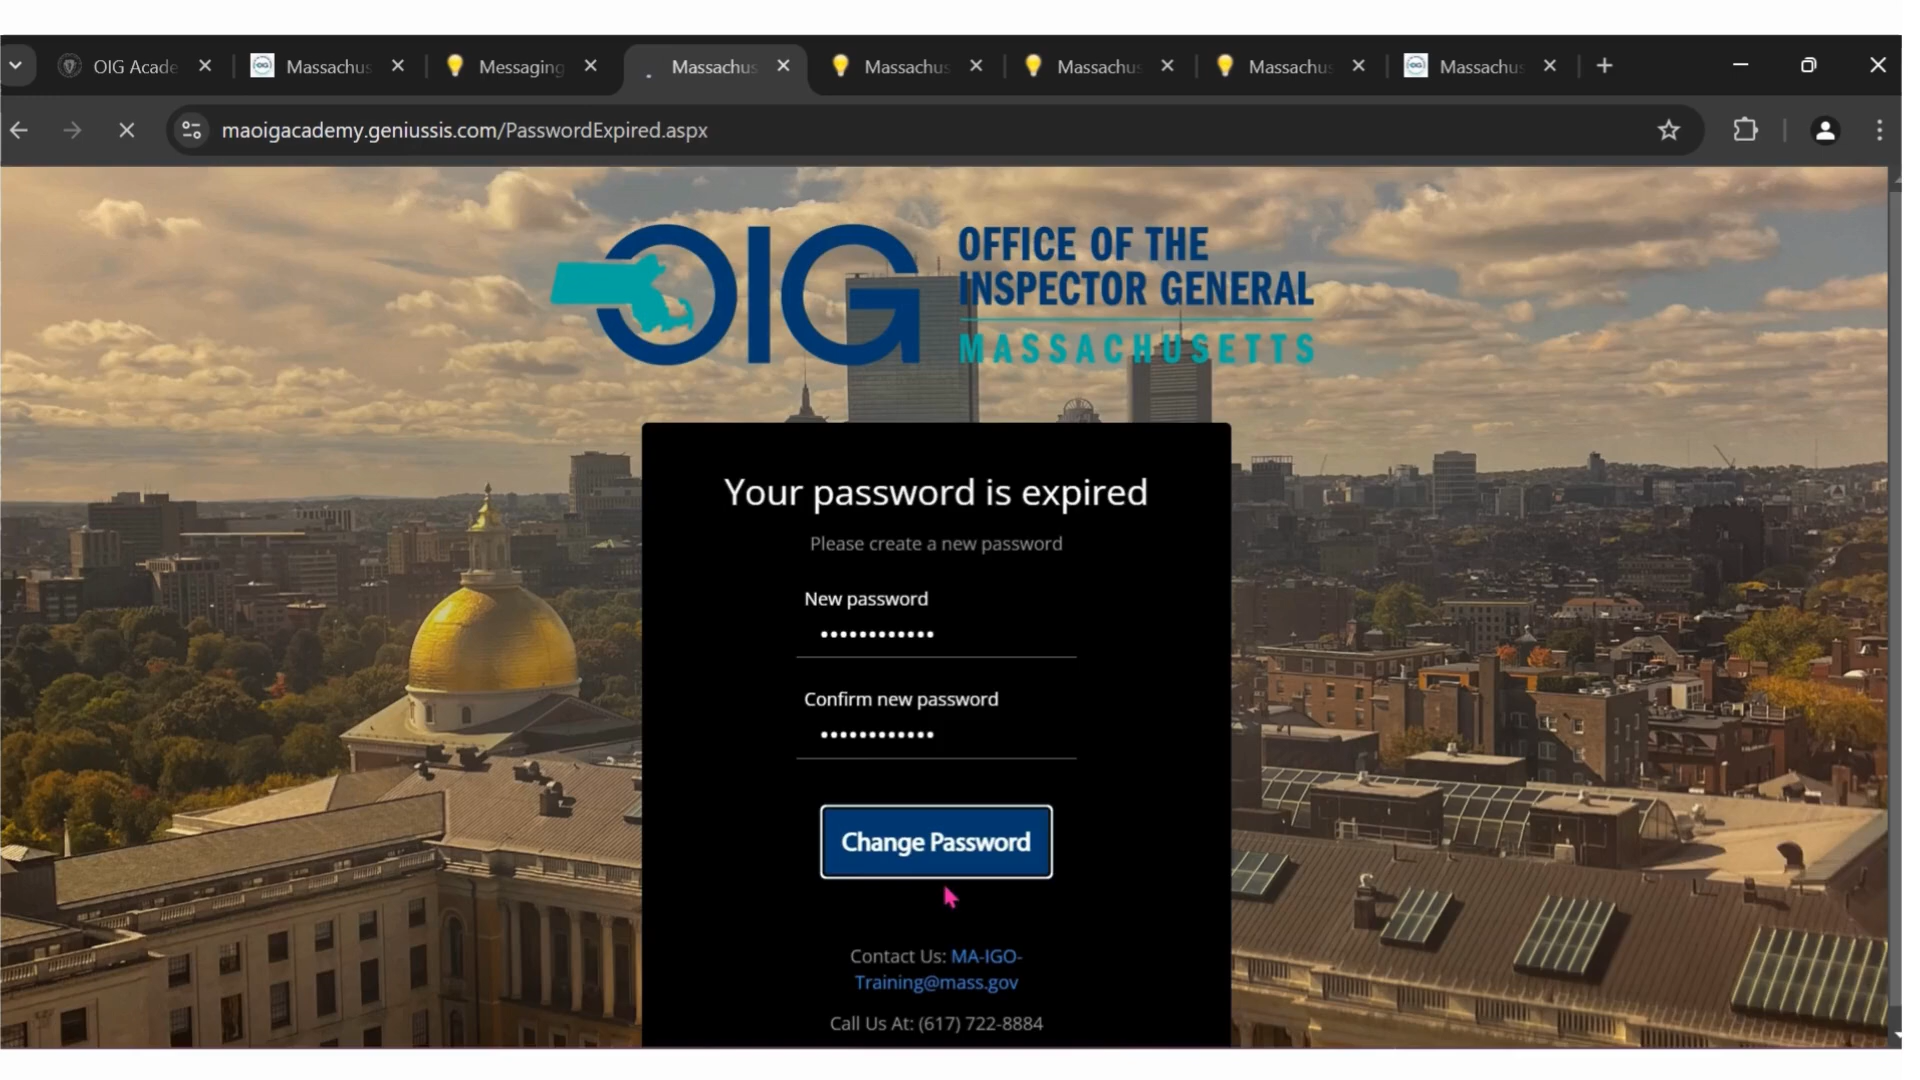 OIG Acade
Massachus
Messaging
Massachus
Massachus
Massachus
Massachus
Massachus
maoigacademy.geniussis.com/PasswordExpired.aspx
OIG
OFFICE OF THE
INSPECTOR GENERAL
MASSACHUSETTS
Your password is expired
Please create a new password
New password
••••••••••••
Confirm new password
••••••••••••
Change Password
Contact Us: MA-IGO-
Training@mass.gov
Call Us At: (617) 722-8884